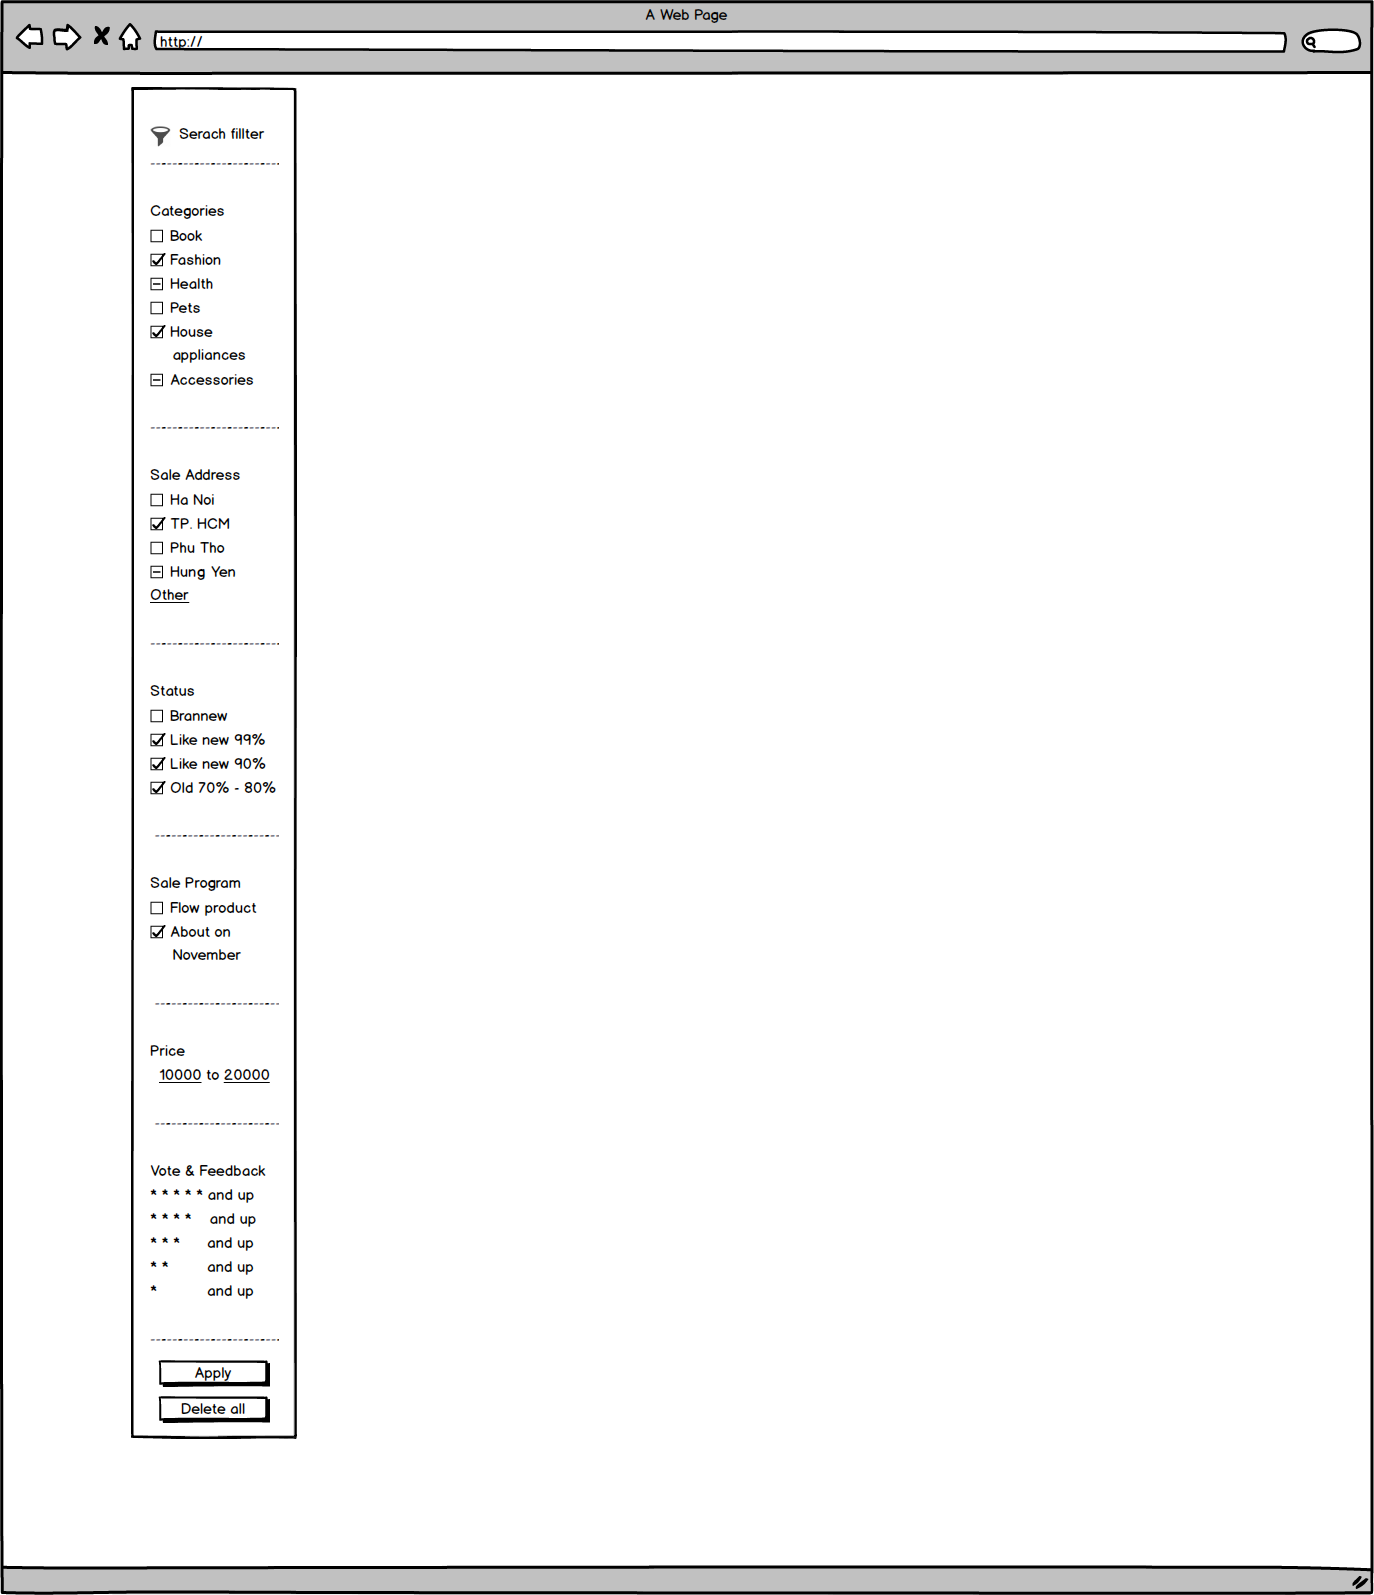 A Web Page
http://
Serach fillter
Categories
Book
Fashion
Health
Pets
House
appliances
Accessories
Sale Address
Ha Noi
TP. HCM
Phu Tho
Hung Yen
Other
Status
Brannew
Like new 99%
Like new 90%
Old 70% - 80%
Sale Program
Flow product
About on
November
Price
10000 to 20000
Vote & Feedback
* * * * * and up
* * * * and up
* * * and up
* * and up
* and up
Apply
Delete all